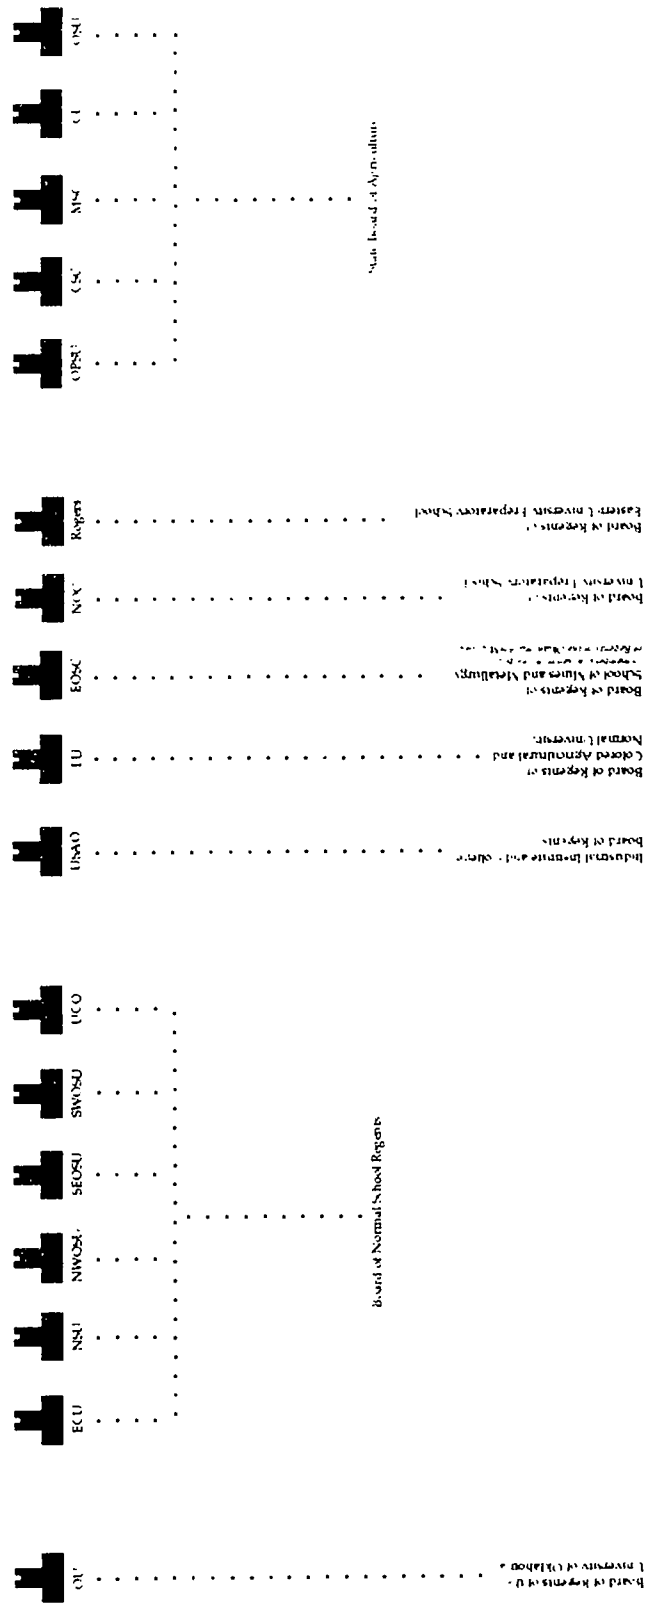 OU
ECU
NSU
NWOSU
SEOSU
SWOSU
UCO
USAO
LU
EOSC
NOC
Rogers
OPSU
CSC
MSC
OSU
Board of Regents of
University of Oklahoma
Board of Normal School Regents
Industrial Institute and College
Board of Regents
Board of Regents of
Colored Agricultural and
Normal University
Board of Regents of
School of Mines and Metallurgy
Board of Regents of
University Preparatory School
Board of Regents of
Eastern University Preparatory School
State Board of Agriculture